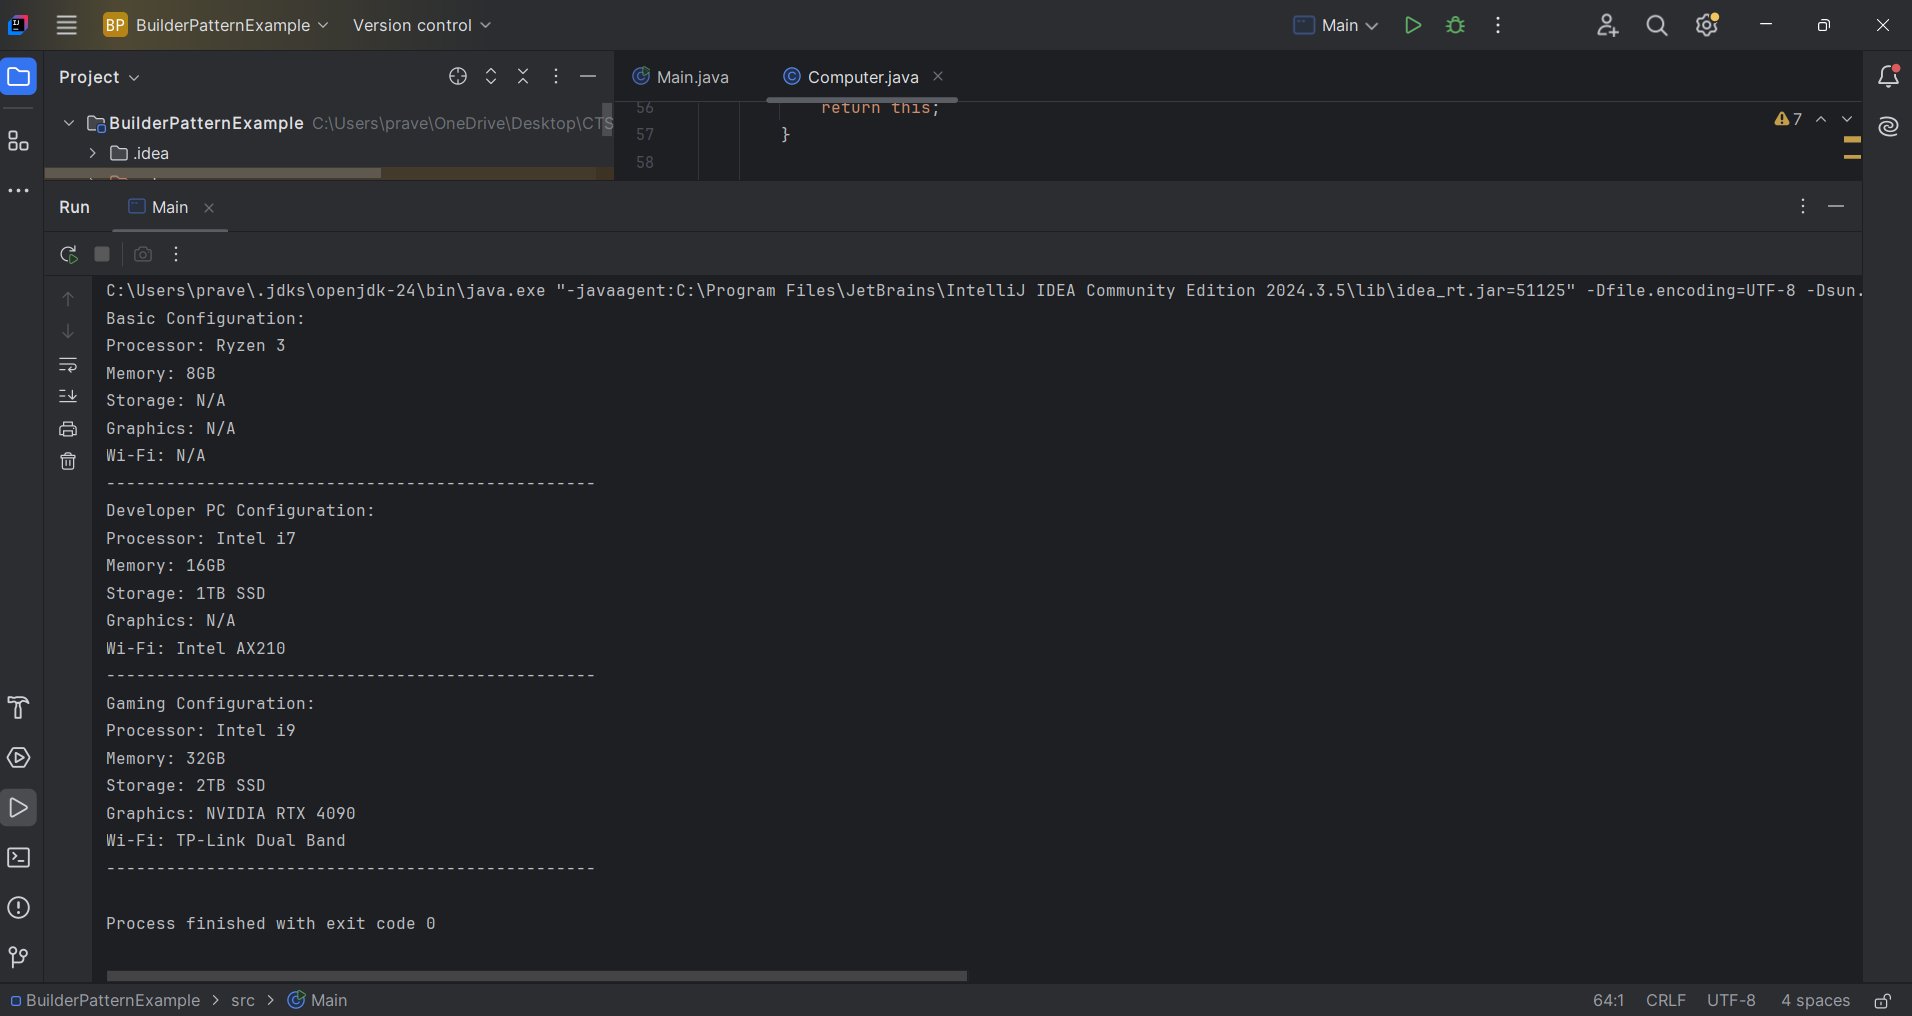 BP BuilderPatternExample Version control Main
Project
Main.java Computer.java
BuilderPatternExample C:\Users\prave\OneDrive\Desktop\CTS
.idea
56 return this;
57 }
58
7
Run Main
C:\Users\prave\.jdks\openjdk-24\bin\java.exe "-javaagent:C:\Program Files\JetBrains\IntelliJ IDEA Community Edition 2024.3.5\lib\idea_rt.jar=51125" -Dfile.encoding=UTF-8 -Dsun.
Basic Configuration:
Processor: Ryzen 3
Memory: 8GB
Storage: N/A
Graphics: N/A
Wi-Fi: N/A
-------------------------------------------------
Developer PC Configuration:
Processor: Intel i7
Memory: 16GB
Storage: 1TB SSD
Graphics: N/A
Wi-Fi: Intel AX210
-------------------------------------------------
Gaming Configuration:
Processor: Intel i9
Memory: 32GB
Storage: 2TB SSD
Graphics: NVIDIA RTX 4090
Wi-Fi: TP-Link Dual Band
-------------------------------------------------
Process finished with exit code 0
BuilderPatternExample > src > Main 64:1 CRLF UTF-8 4 spaces